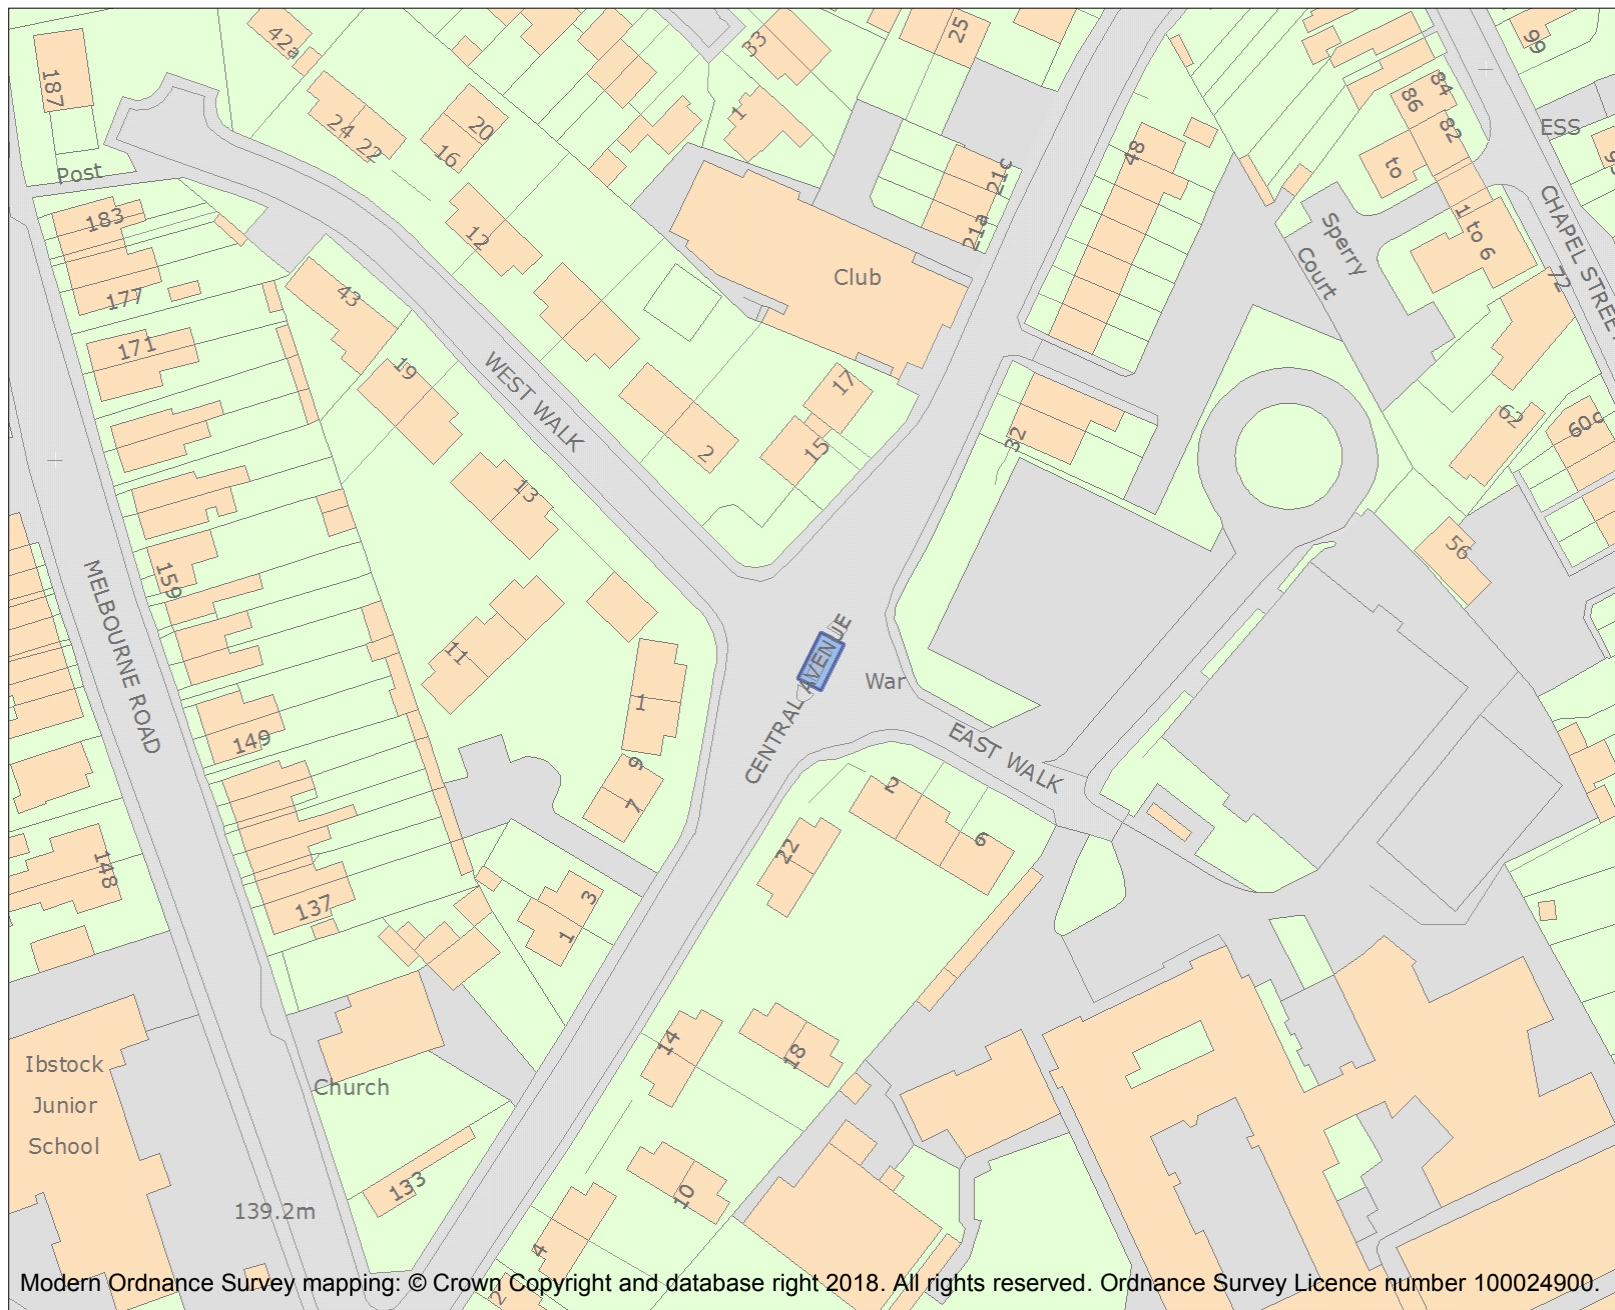 42a
33
25
99
187
84
86
82
ESS
24 22
20
16
1
48
to
Post
21c
183
12
21a
Sperry
Court
1 to 6
CHAPEL STREET
72
177
43
Club
171
19
17
WEST WALK
2
15
32
62
60c
13
56
MELBOURNE ROAD
159
11
1
CENTRAL AVENUE
War
149
EAST WALK
9
7
2
6
22
148
137
3
1
14
18
Ibstock
Junior
School
Church
133
10
139.2m
4
2
Modern Ordnance Survey mapping: © Crown Copyright and database right 2018. All rights reserved. Ordnance Survey Licence number 100024900.